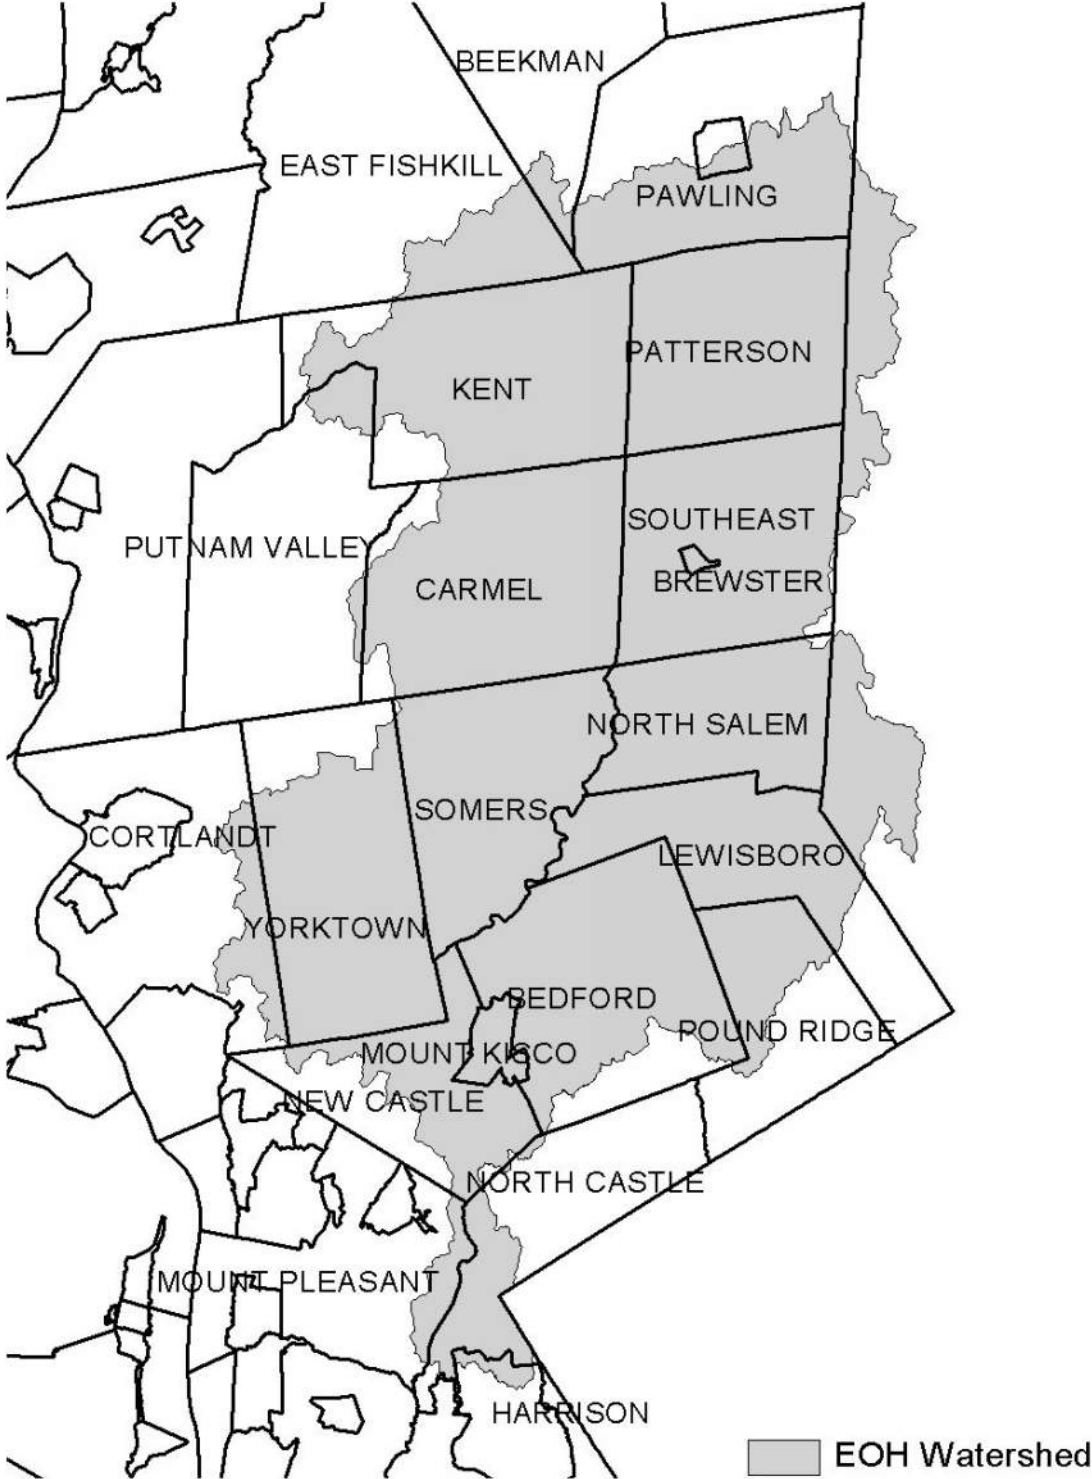 BEEKMAN
EAST FISHKILL
PAWLING
PATTERSON
KENT
SOUTHEAST
PUTNAM VALLEY
BREWSTER
CARMEL
NORTH SALEM
SOMERS
CORTLANDT
LEWISBORO
YORKTOWN
BEDFORD
POUND RIDGE
MOUNT KISCO
NEW CASTLE
NORTH CASTLE
MOUNT PLEASANT
HARRISON
EOH Watershed